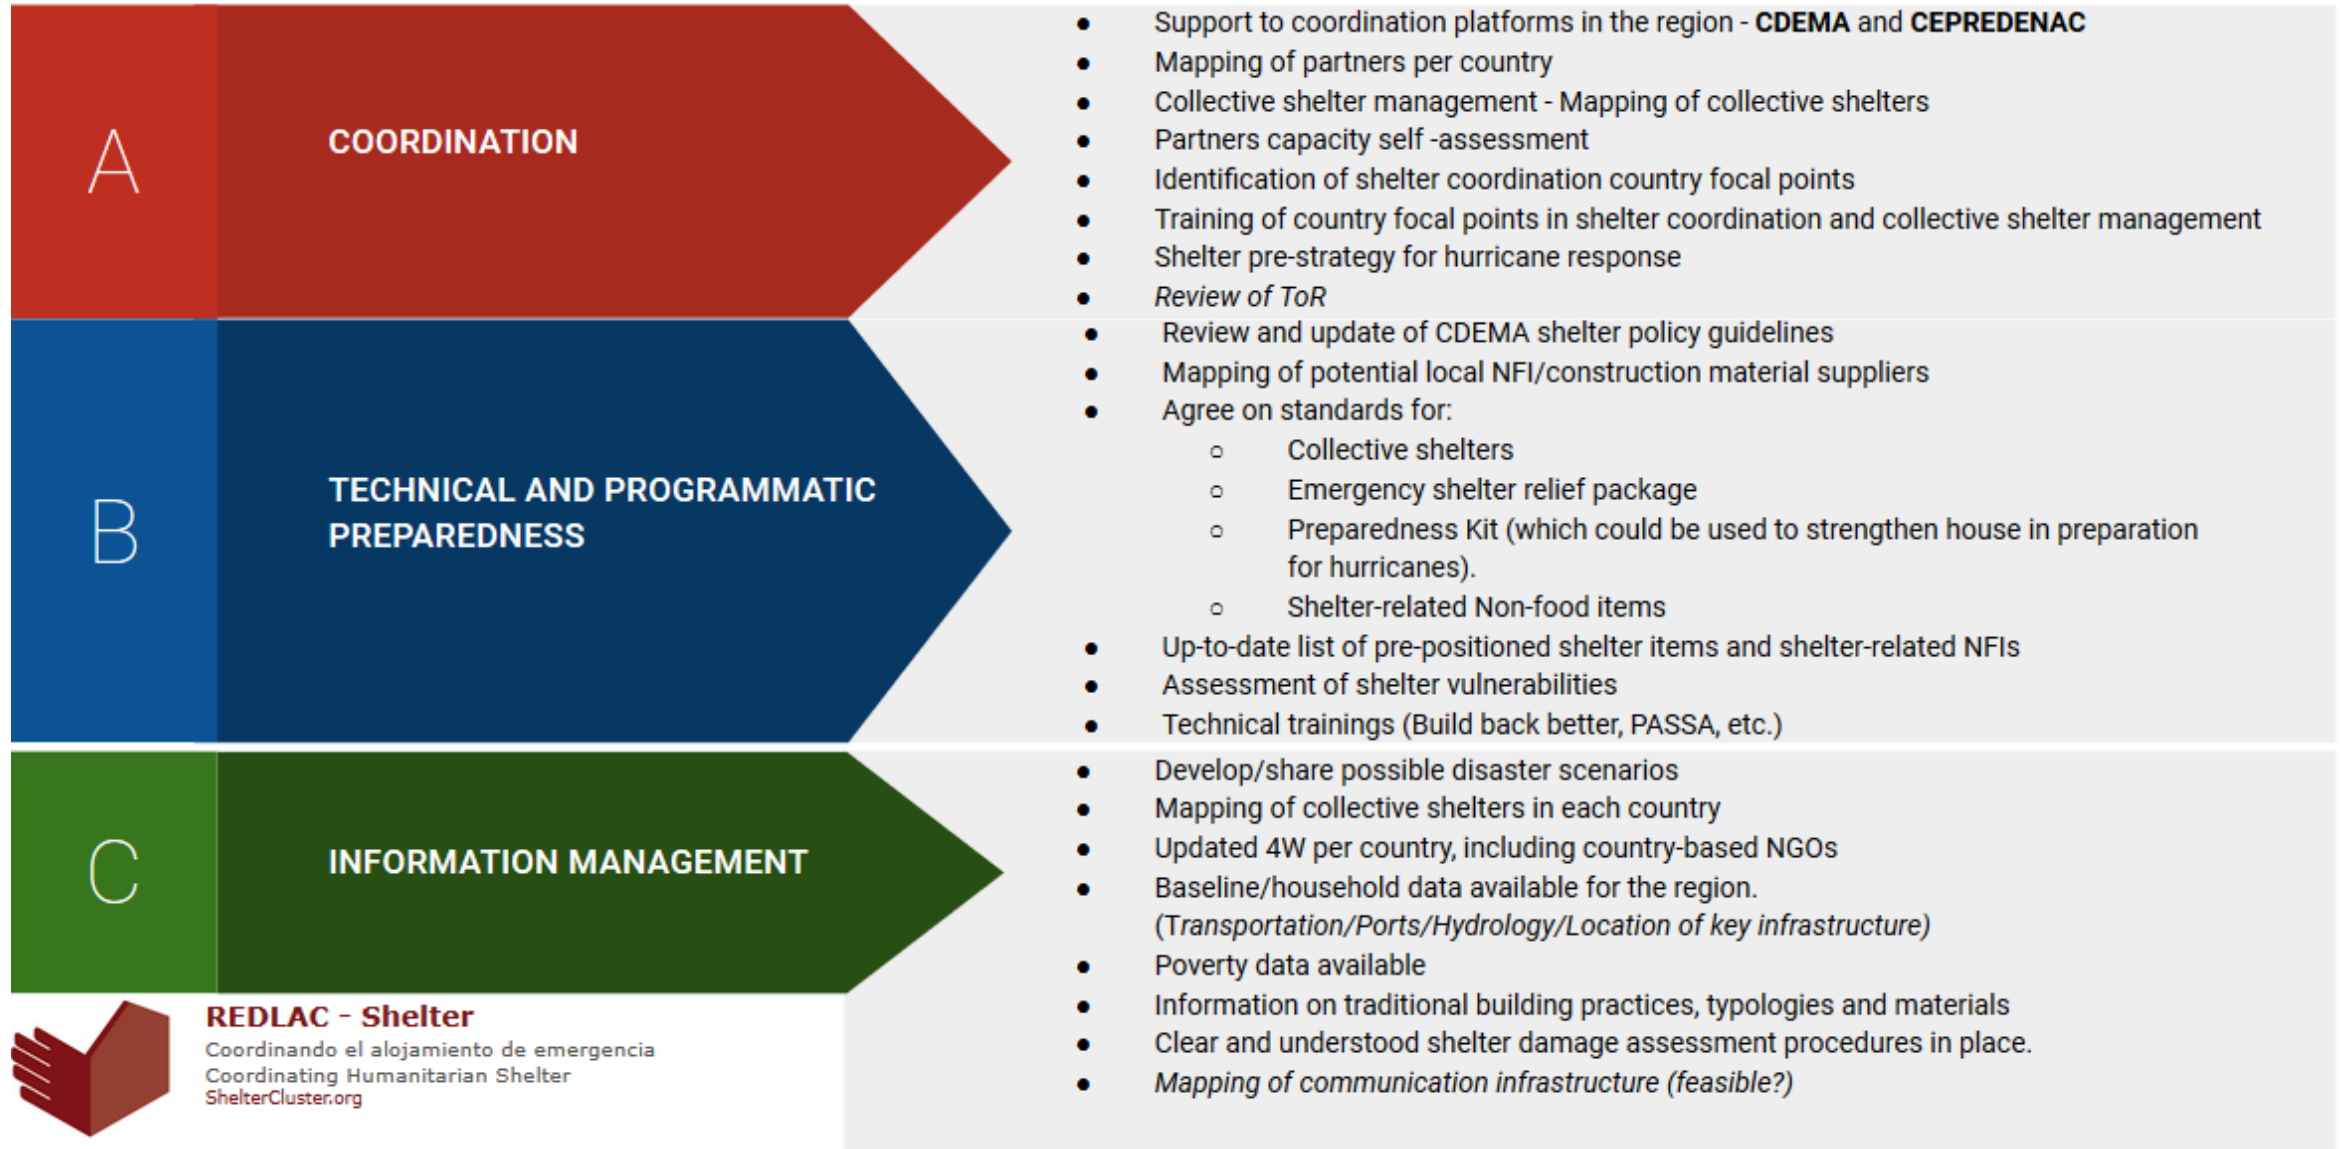 A
COORDINATION
● Support to coordination platforms in the region - CDEMA and CEPREDENAC
● Mapping of partners per country
● Collective shelter management - Mapping of collective shelters
● Partners capacity self -assessment
● Identification of shelter coordination country focal points
● Training of country focal points in shelter coordination and collective shelter management
● Shelter pre-strategy for hurricane response
● Review of ToR
B
TECHNICAL AND PROGRAMMATIC
PREPAREDNESS
● Review and update of CDEMA shelter policy guidelines
● Mapping of potential local NFI/construction material suppliers
● Agree on standards for:
○ Collective shelters
○ Emergency shelter relief package
○ Preparedness Kit (which could be used to strengthen house in preparation
for hurricanes).
○ Shelter-related Non-food items
● Up-to-date list of pre-positioned shelter items and shelter-related NFIs
● Assessment of shelter vulnerabilities
● Technical trainings (Build back better, PASSA, etc.)
C
INFORMATION MANAGEMENT
● Develop/share possible disaster scenarios
● Mapping of collective shelters in each country
● Updated 4W per country, including country-based NGOs
● Baseline/household data available for the region.
(Transportation/Ports/Hydrology/Location of key infrastructure)
● Poverty data available
● Information on traditional building practices, typologies and materials
● Clear and understood shelter damage assessment procedures in place.
● Mapping of communication infrastructure (feasible?)
REDLAC - Shelter
Coordinando el alojamiento de emergencia
Coordinating Humanitarian Shelter
ShelterCluster.org